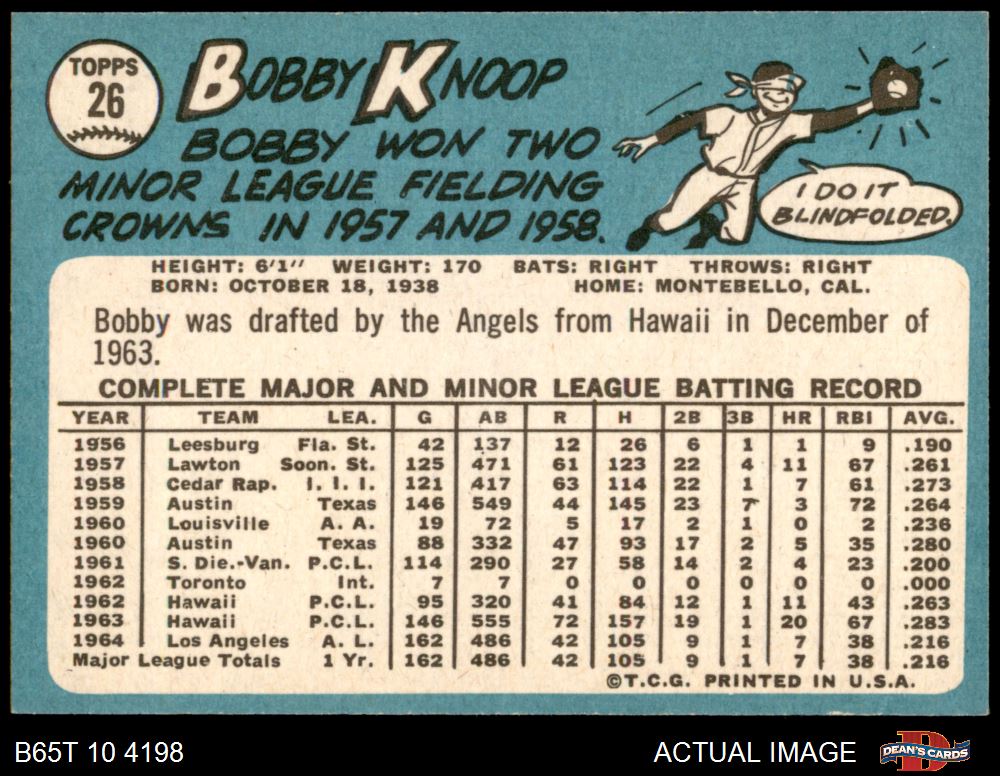 TOPPS
26
BOBBY KNOOP
BOBBY WON TWO
MINOR LEAGUE FIELDING
CROWNS IN 1957 AND 1958.
I DO IT
BLINDFOLDED.
HEIGHT: 6'1" WEIGHT: 170 BATS: RIGHT THROWS: RIGHT
BORN: OCTOBER 18, 1938 HOME: MONTEBELLO, CAL.
Bobby was drafted by the Angels from Hawaii in December of
1963.
COMPLETE MAJOR AND MINOR LEAGUE BATTING RECORD
YEAR TEAM LEA. G AB R H 2B 3B HR RBI AVG.
1956 Leesburg Fla. St. 42 137 12 26 6 1 1 9 .190
1957 Lawton Soon. St. 125 471 61 123 22 4 11 67 .261
1958 Cedar Rap. I. I. I. 121 417 63 114 22 1 7 61 .273
1959 Austin Texas 146 549 44 145 23 7 3 72 .264
1960 Louisville A. A. 19 72 5 17 2 1 0 2 .236
1960 Austin Texas 88 332 47 93 17 2 5 35 .280
1961 S. Die.-Van. P.C.L. 114 290 27 58 14 2 4 23 .200
1962 Toronto Int. 7 7 0 0 0 0 0 0 .000
1962 Hawaii P.C.L. 95 320 41 84 12 1 11 43 .263
1963 Hawaii P.C.L. 146 555 72 157 19 1 20 67 .283
1964 Los Angeles A. L. 162 486 42 105 9 1 7 38 .216
Major League Totals 1 Yr. 162 486 42 105 9 1 7 38 .216
©T.C.G. PRINTED IN U.S.A.
B65T 10 4198 ACTUAL IMAGE DEAN'S CARDS